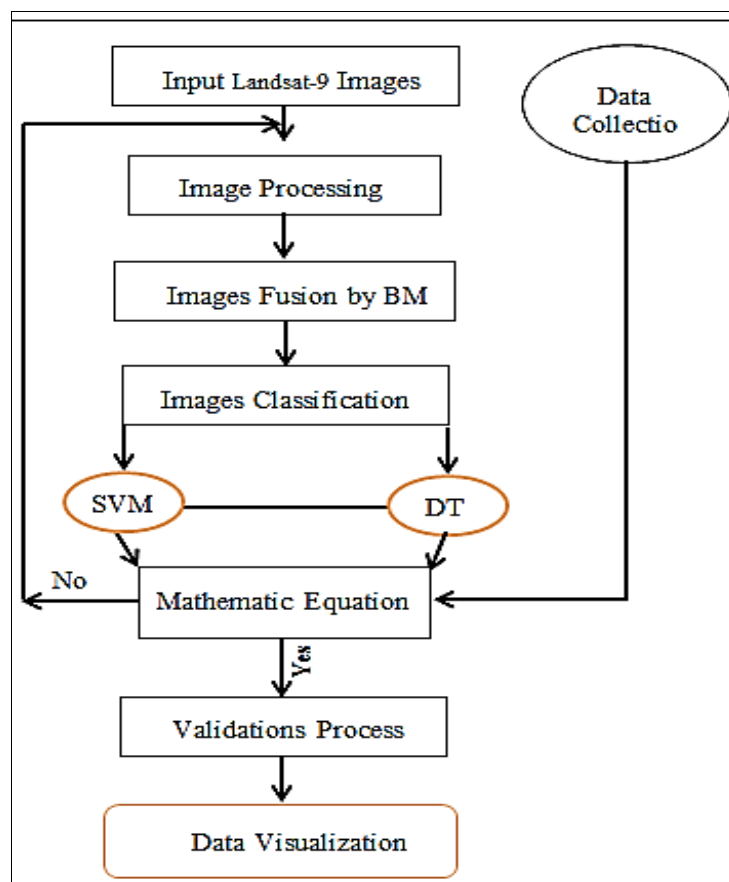 Input Landsat-9 Images
Data
Collectio
Image Processing
Images Fusion by BM
Images Classification
SVM
DT
No
Mathematic Equation
Yes
Validations Process
Data Visualization